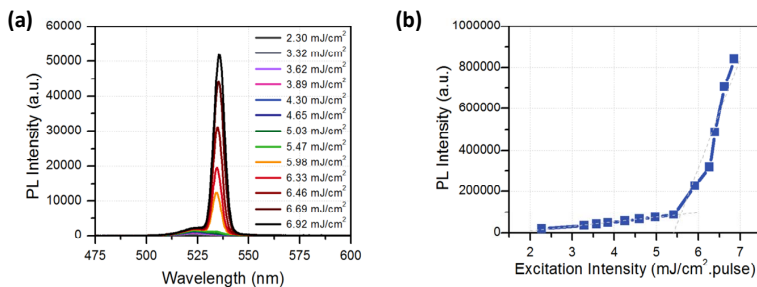 (a)
PL Intensity (a.u.)
60000
50000
40000
30000
20000
10000
0
475
500
525
550
575
600
Wavelength (nm)
2.30 mJ/cm²
3.32 mJ/cm²
3.62 mJ/cm²
3.89 mJ/cm²
4.30 mJ/cm²
4.65 mJ/cm²
5.03 mJ/cm²
5.47 mJ/cm²
5.98 mJ/cm²
6.33 mJ/cm²
6.46 mJ/cm²
6.69 mJ/cm²
6.92 mJ/cm²
(b)
PL Intensity (a.u.)
1000000
800000
600000
400000
200000
0
2
3
4
5
6
7
Excitation Intensity (mJ/cm².pulse)